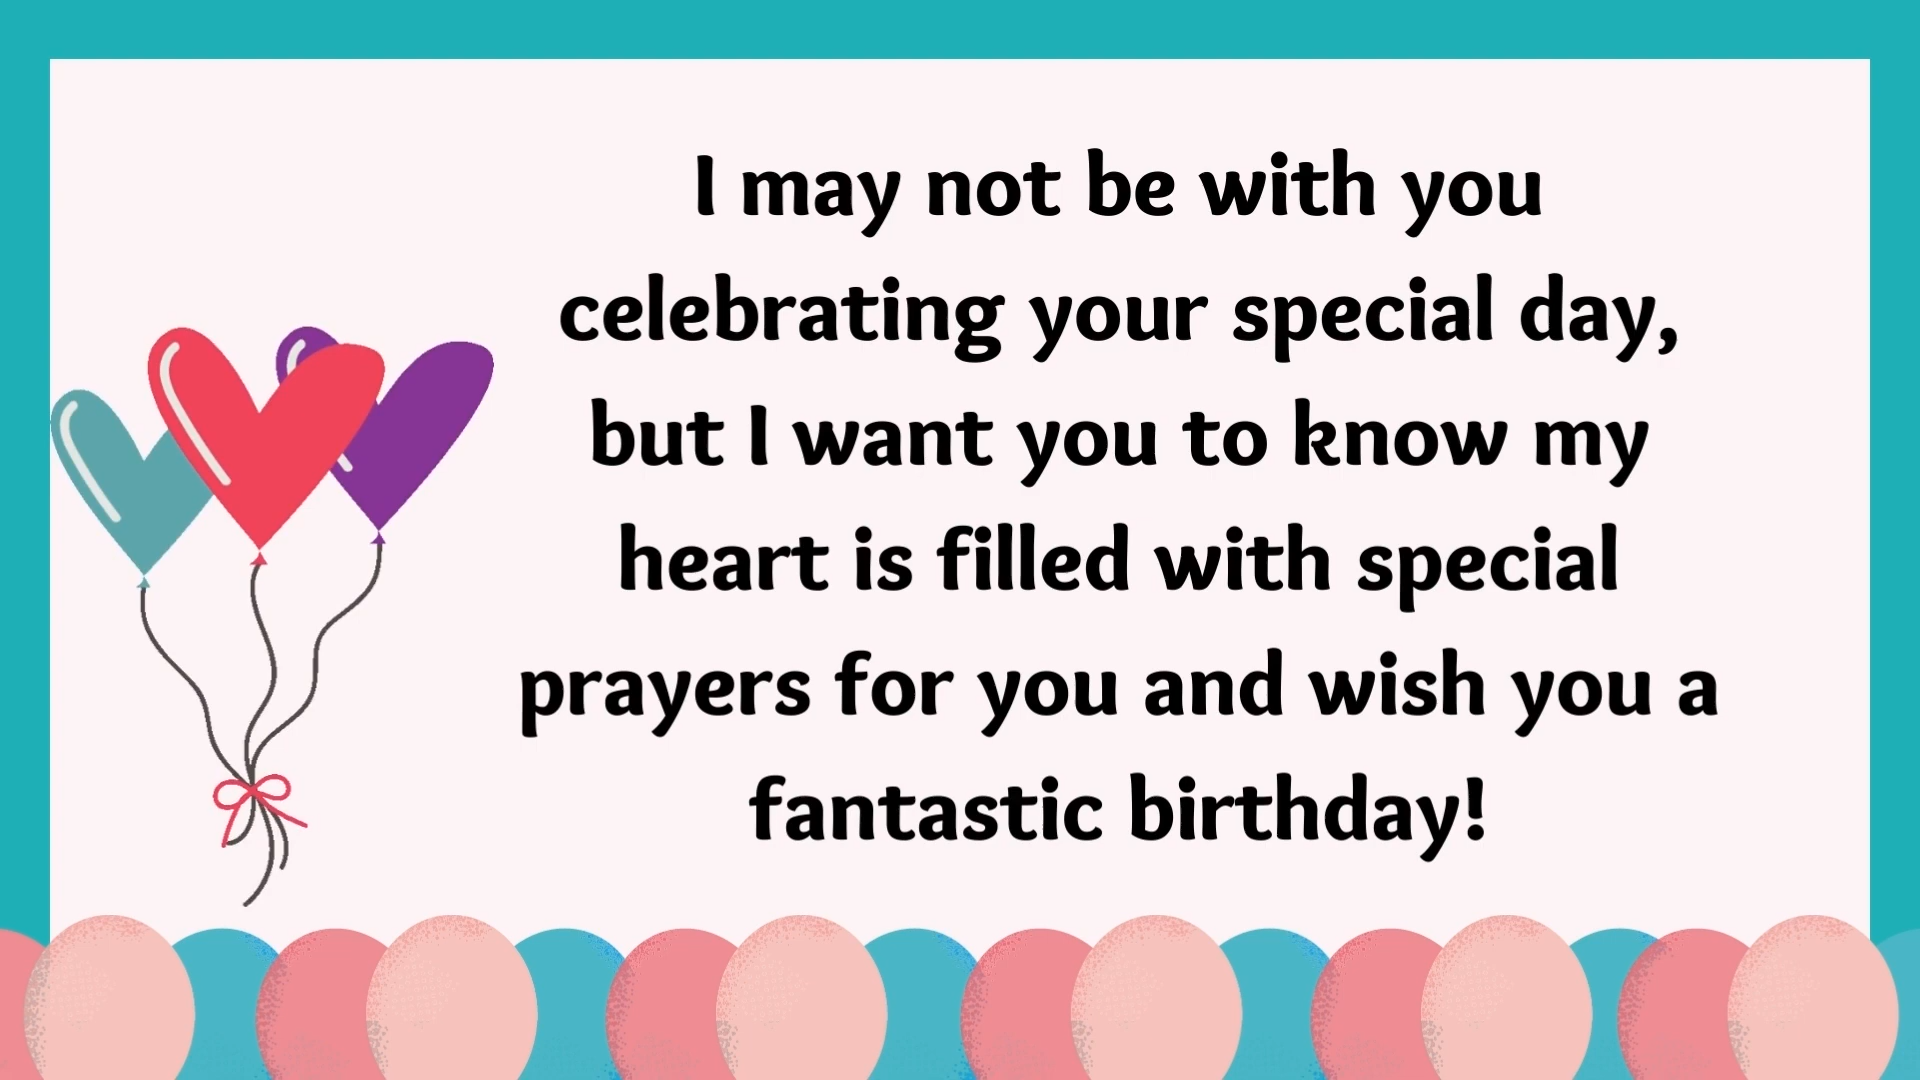 I may not be with you
celebrating your special day,
but I want you to know my
heart is filled with special
prayers for you and wish you a
fantastic birthday!